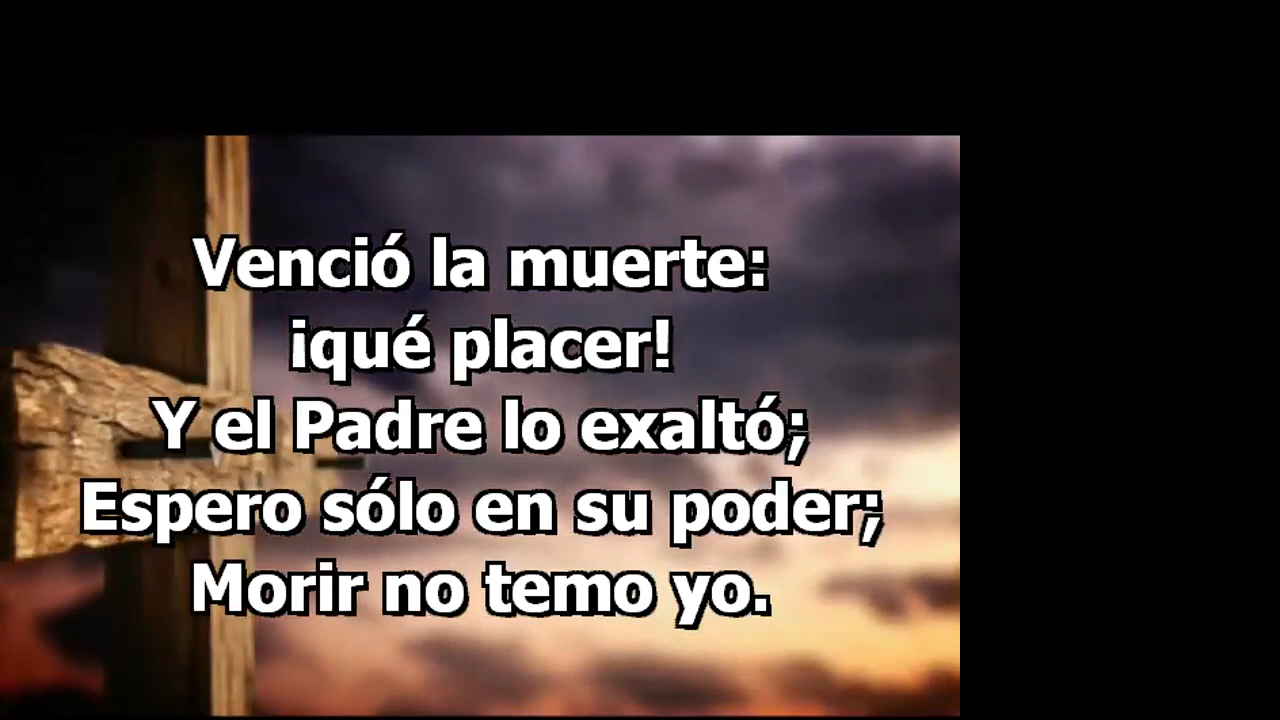 Venció la muerte:
¡qué placer!
Y el Padre lo exaltó;
Espero sólo en su poder;
Morir no temo yo.